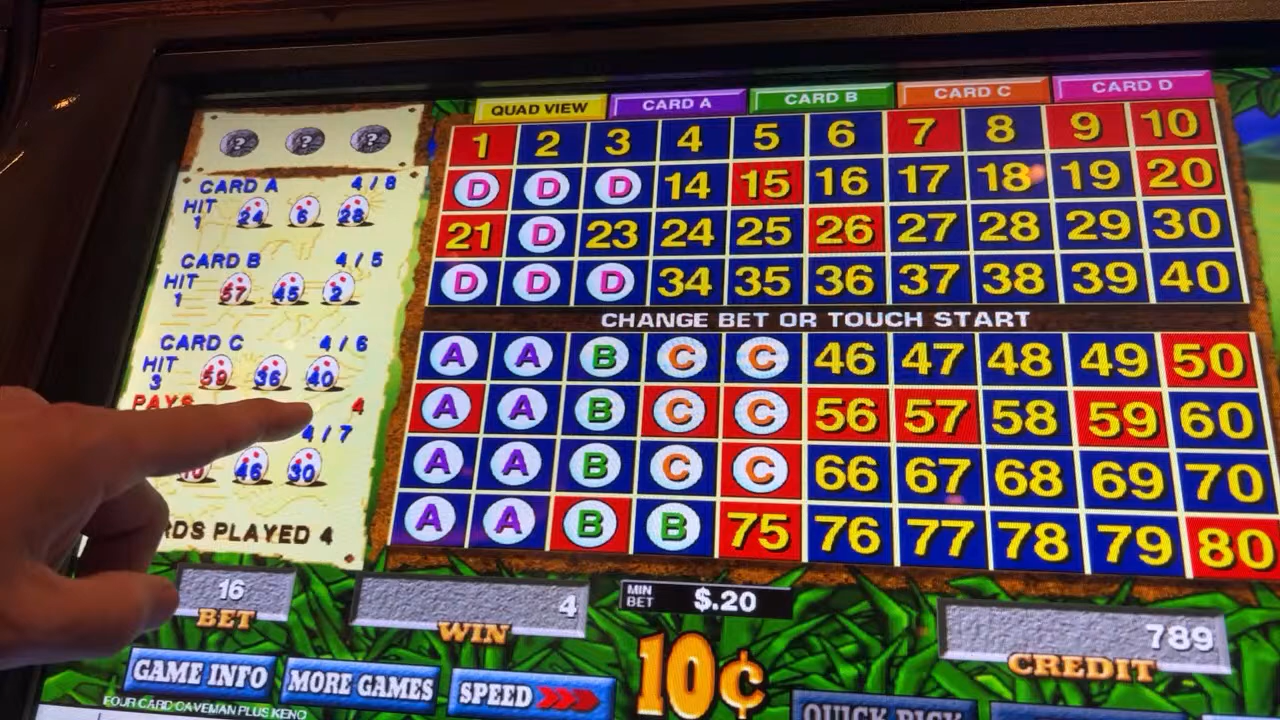 QUAD VIEW CARD A CARD B CARD C CARD D
? ? ?
CARD A 4/8
HIT
1 24 6 28
CARD B 4/5
HIT
1 57 45 2
CARD C 4/6
HIT
3 59 36 40
PAYS 4
4/7
46 30
RDS PLAYED 4
1 2 3 4 5 6 7 8 9 10
D D D 14 15 16 17 18 19 20
21 D 23 24 25 26 27 28 29 30
D D D 34 35 36 37 38 39 40
CHANGE BET OR TOUCH START
A A B C C 46 47 48 49 50
A A B C C 56 57 58 59 60
A A B C C 66 67 68 69 70
A A B B 75 76 77 78 79 80
16
BET
4
WIN
MIN
BET $.20
10¢
789
CREDIT
GAME INFO
MORE GAMES
SPEED
QUICK PICK
FOUR CARD CAVEMAN PLUS KENO